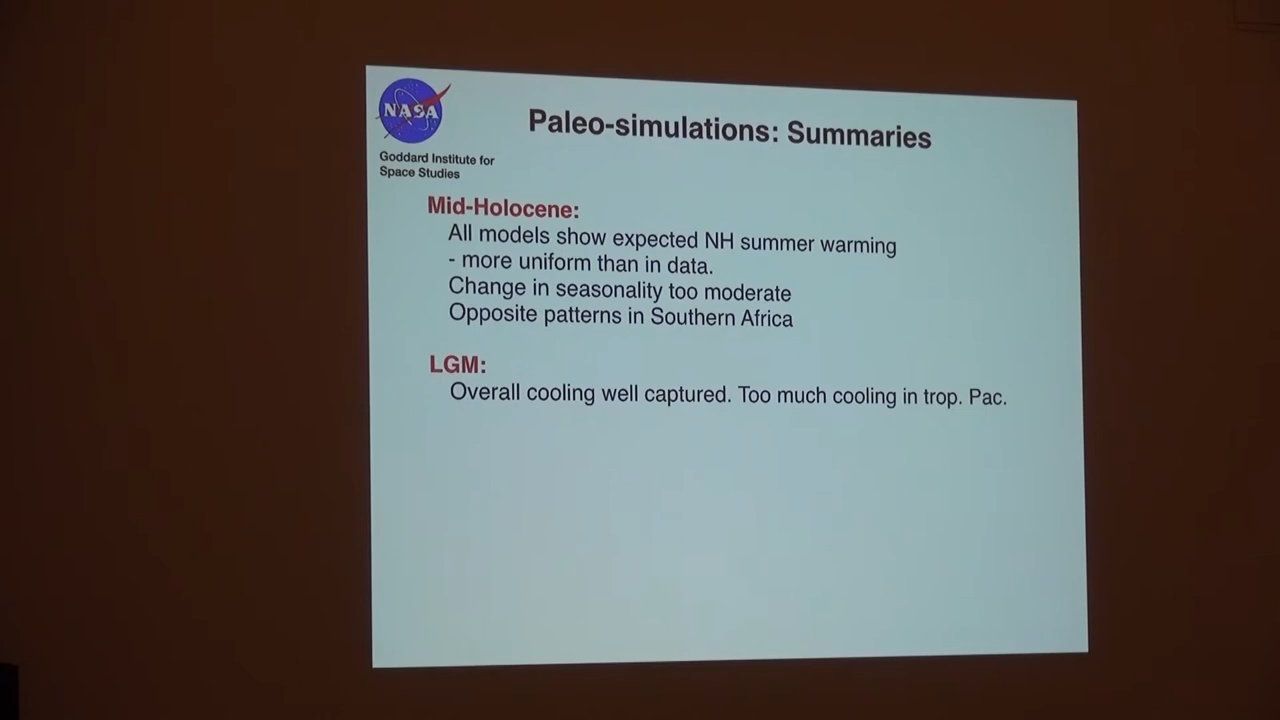 NASA
Goddard Institute for
Space Studies
Paleo-simulations: Summaries
Mid-Holocene:
All models show expected NH summer warming
- more uniform than in data.
Change in seasonality too moderate
Opposite patterns in Southern Africa
LGM:
Overall cooling well captured. Too much cooling in trop. Pac.